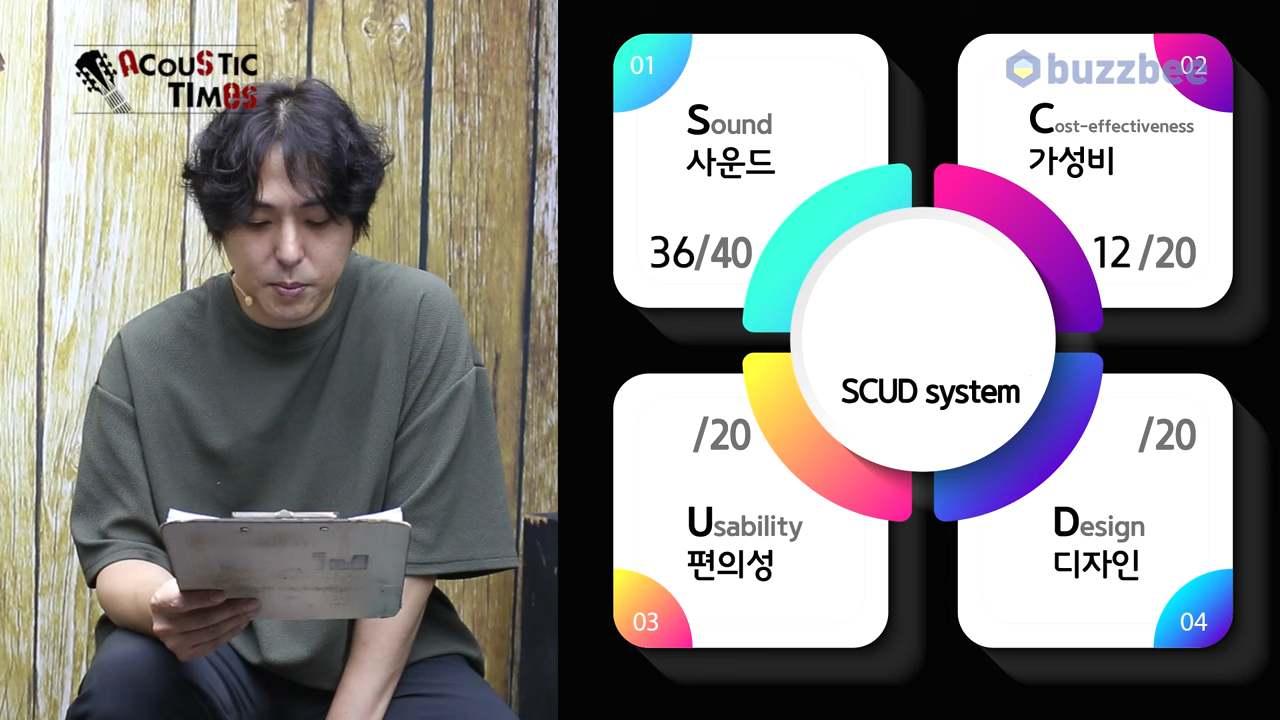 ACOUSTIC
TIMES
01
Sound
사운드
36/40
buzzbee
02
Cost-effectiveness
가성비
12/20
SCUD system
/20
Usability
편의성
03
/20
Design
디자인
04